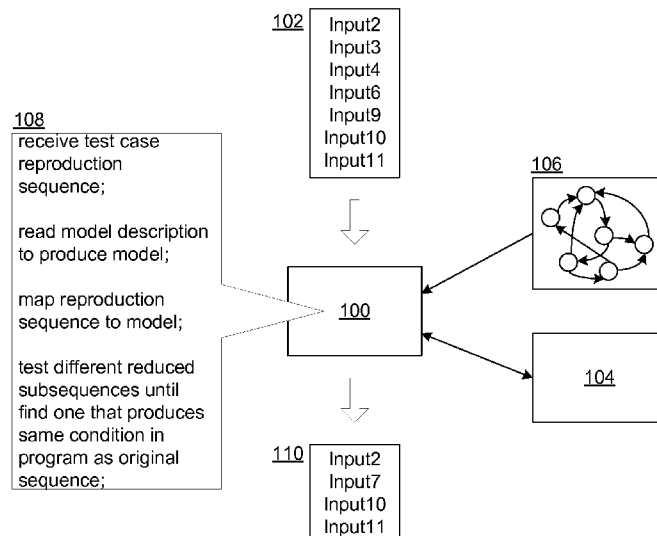 102
Input2
Input3
Input4
Input6
Input9
Input10
Input11
108
receive test case
reproduction
sequence;
read model description
to produce model;
map reproduction
sequence to model;
test different reduced
subsequences until
find one that produces
same condition in
program as original
sequence;
106
100
104
110
Input2
Input7
Input10
Input11